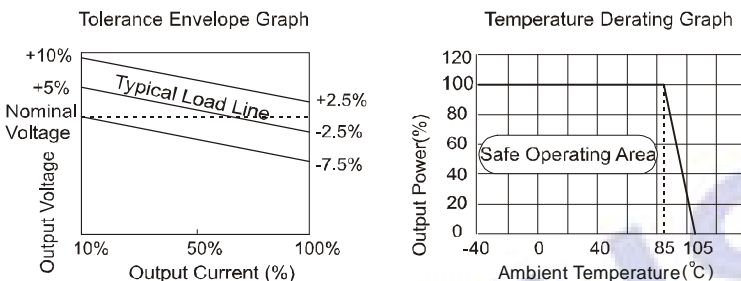 Tolerance Envelope Graph
+10%
+5%
Nominal
Voltage
Output Voltage
Typical Load Line
+2.5%
-2.5%
-7.5%
10%
50%
100%
Output Current (%)
Temperature Derating Graph
120
100
80
60
40
20
0
Output Power(%)
Safe Operating Area
-40
0
40
85
105
Ambient Temperature(℃)